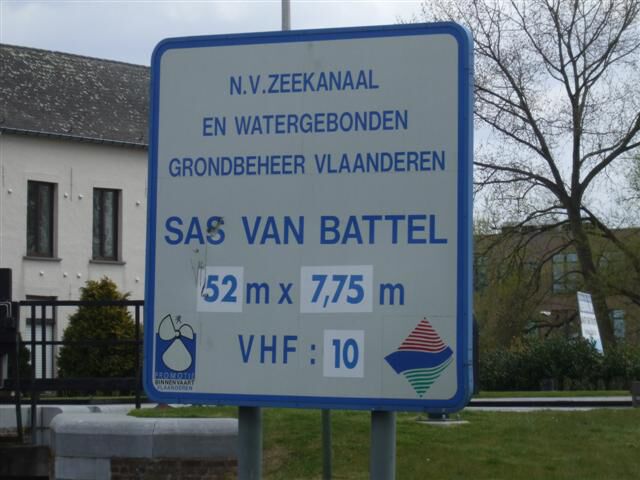 N.V. ZEEKANAAL
EN WATERGEBONDEN
GRONDBEHEER VLAANDEREN
SAS VAN BATTEL
52 m x 7,75 m
VHF : 10
PROMOTIE
BINNENVAART
VLAANDEREN